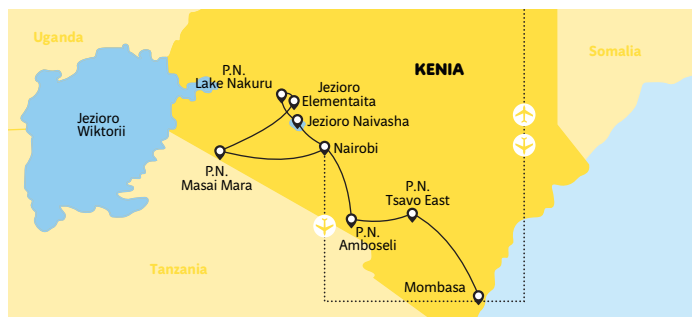 Uganda
Somalia
KENIA
P.N.
Lake Nakuru
Jezioro
Elementaita
Jezioro Naivasha
Jezioro
Wiktorii
Nairobi
P.N.
Masai Mara
P.N.
Tsavo East
P.N.
Amboseli
Tanzania
Mombasa